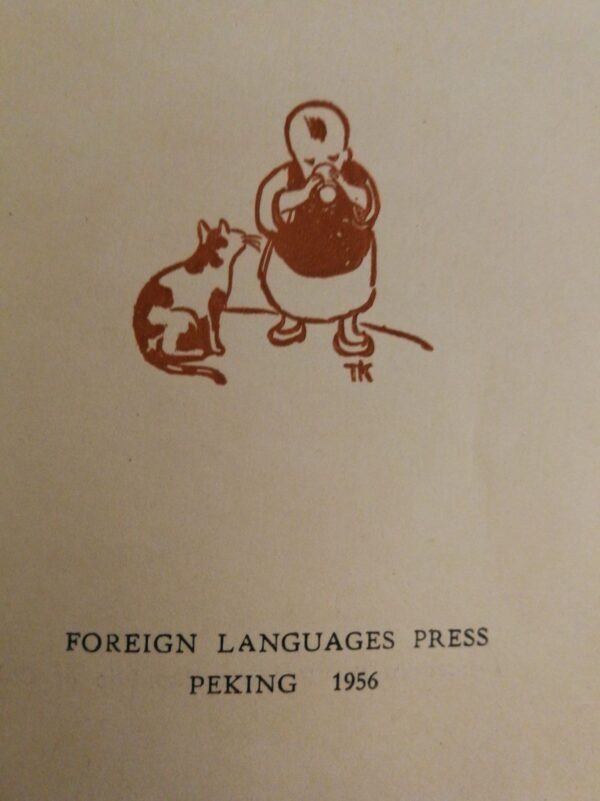 TK
FOREIGN LANGUAGES PRESS
PEKING 1956